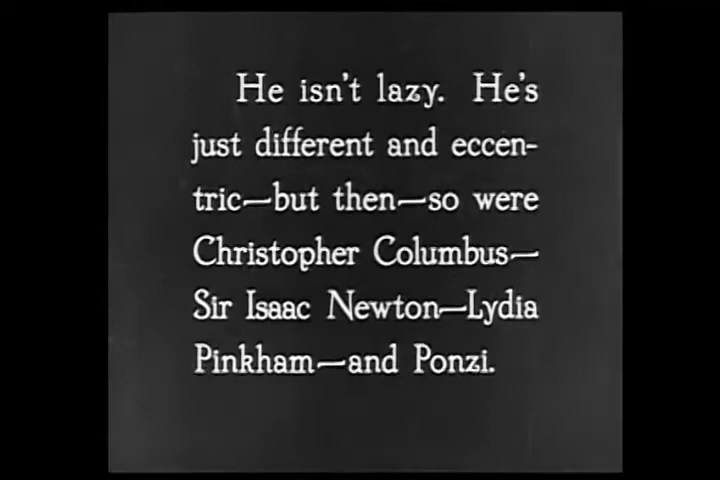 He isn't lazy. He's
just different and eccen-
tric—but then—so were
Christopher Columbus—
Sir Isaac Newton—Lydia
Pinkham—and Ponzi.